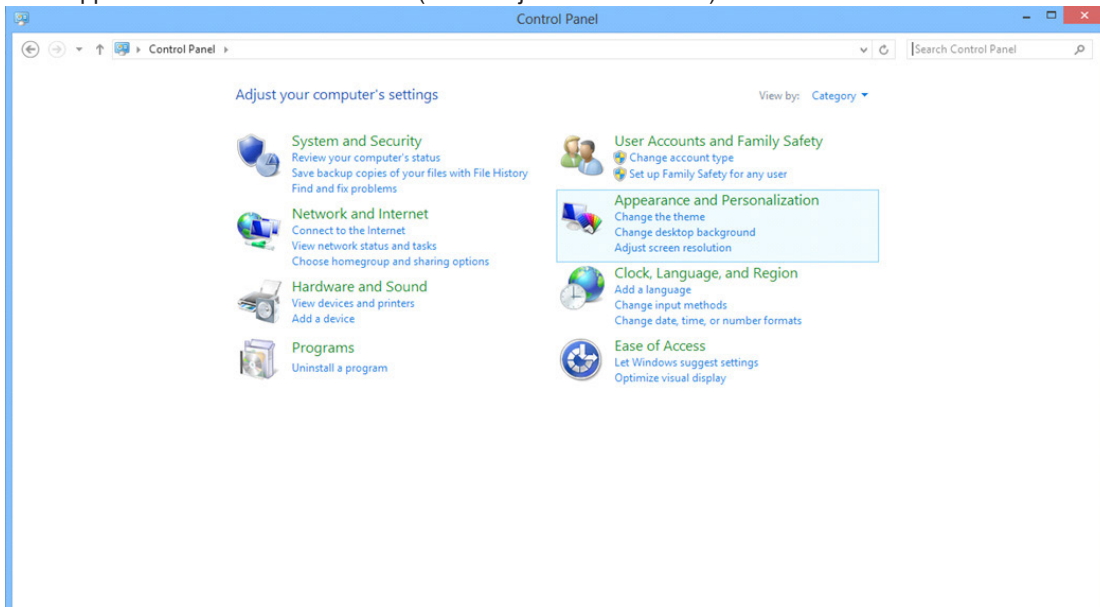 Control Panel
Control Panel
Search Control Panel
Adjust your computer's settings
View by: Category
System and Security
Review your computer's status
Save backup copies of your files with File History
Find and fix problems
Network and Internet
Connect to the Internet
View network status and tasks
Choose homegroup and sharing options
Hardware and Sound
View devices and printers
Add a device
Programs
Uninstall a program
User Accounts and Family Safety
Change account type
Set up Family Safety for any user
Appearance and Personalization
Change the theme
Change desktop background
Adjust screen resolution
Clock, Language, and Region
Add a language
Change input methods
Change date, time, or number formats
Ease of Access
Let Windows suggest settings
Optimize visual display